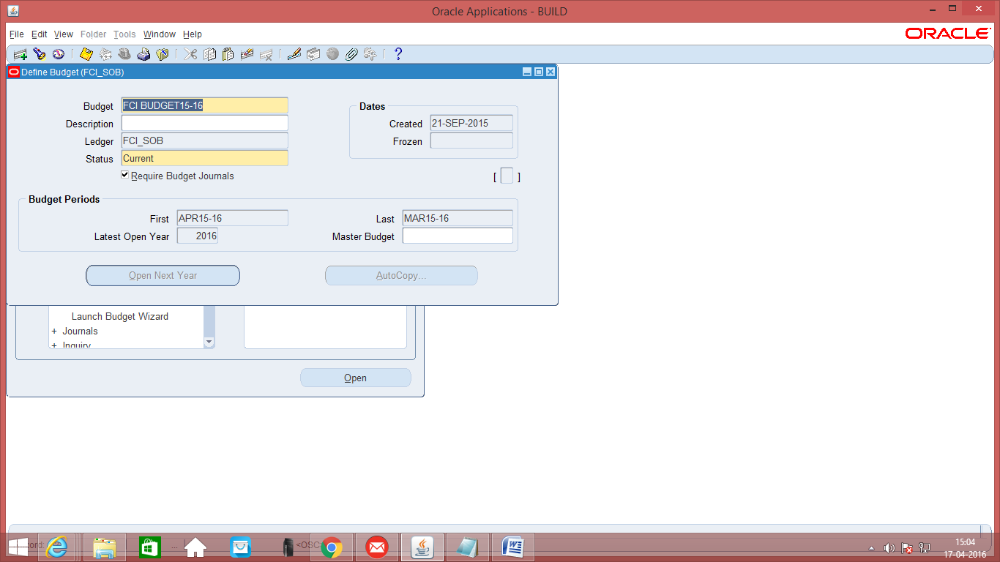 Oracle Applications - BUILD
File Edit View Folder Tools Window Help
ORACLE
Define Budget (FCI_SOB)
Budget FCI BUDGET15-16
Description
Ledger FCI_SOB
Status Current
Require Budget Journals
Dates
Created 21-SEP-2015
Frozen
[ ]
Budget Periods
First APR15-16
Last MAR15-16
Latest Open Year 2016
Master Budget
Open Next Year
AutoCopy...
Launch Budget Wizard
+ Journals
+ Inquiry
Open
... <OSC
15:04
17-04-2016